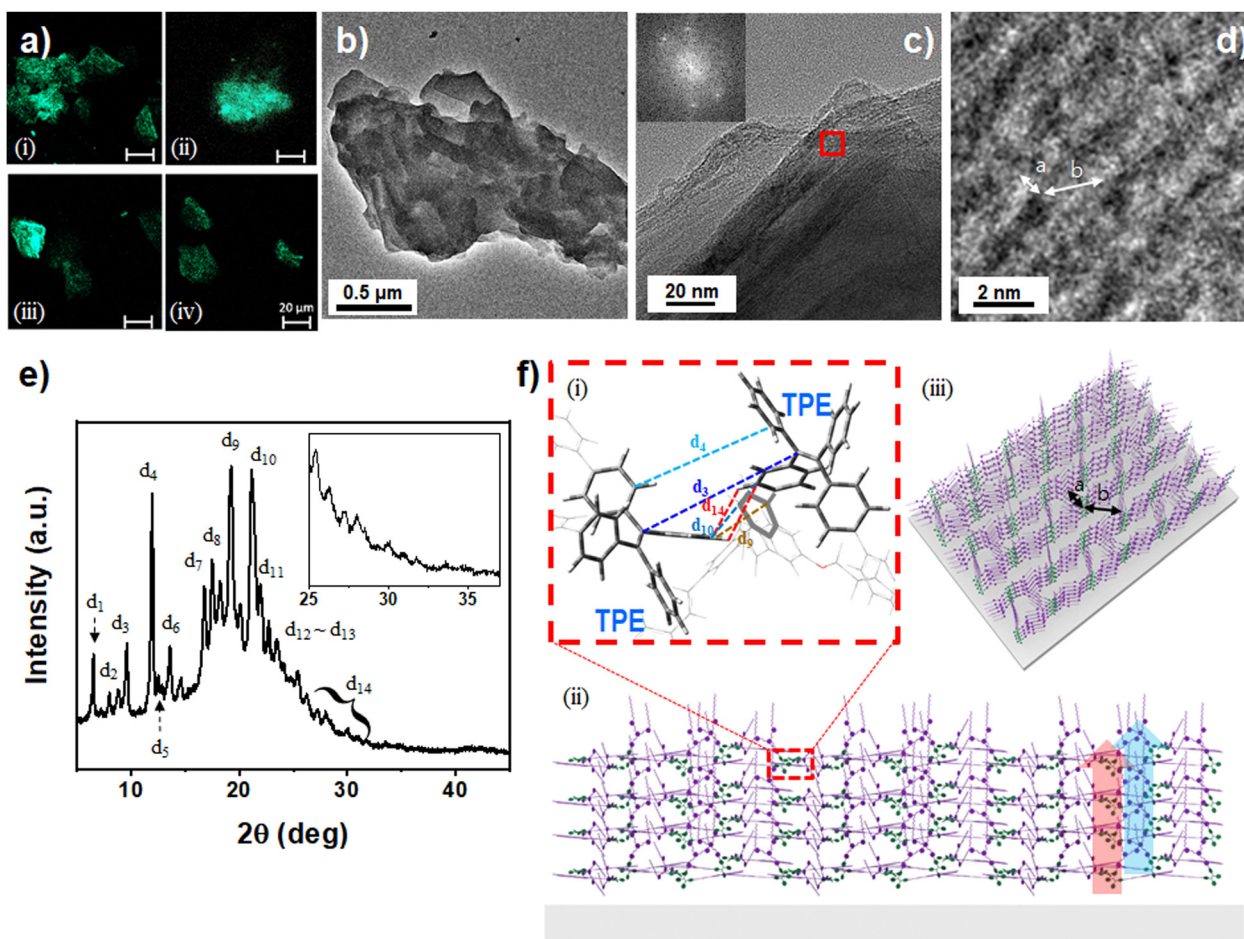 a)
(i)
(ii)
(iii)
(iv)
20 µm
b)
0.5 µm
c)
20 nm
d)
a
b
2 nm
e)
Intensity (a.u.)
d1
d2
d3
d4
d5
d6
d7
d8
d9
d10
d11
d12 ~ d13
d14
25 30 35
10 20 30 40
2θ (deg)
f)
(i)
TPE
d4
d3
d14
d10
d9
TPE
(ii)
(iii)
a
b